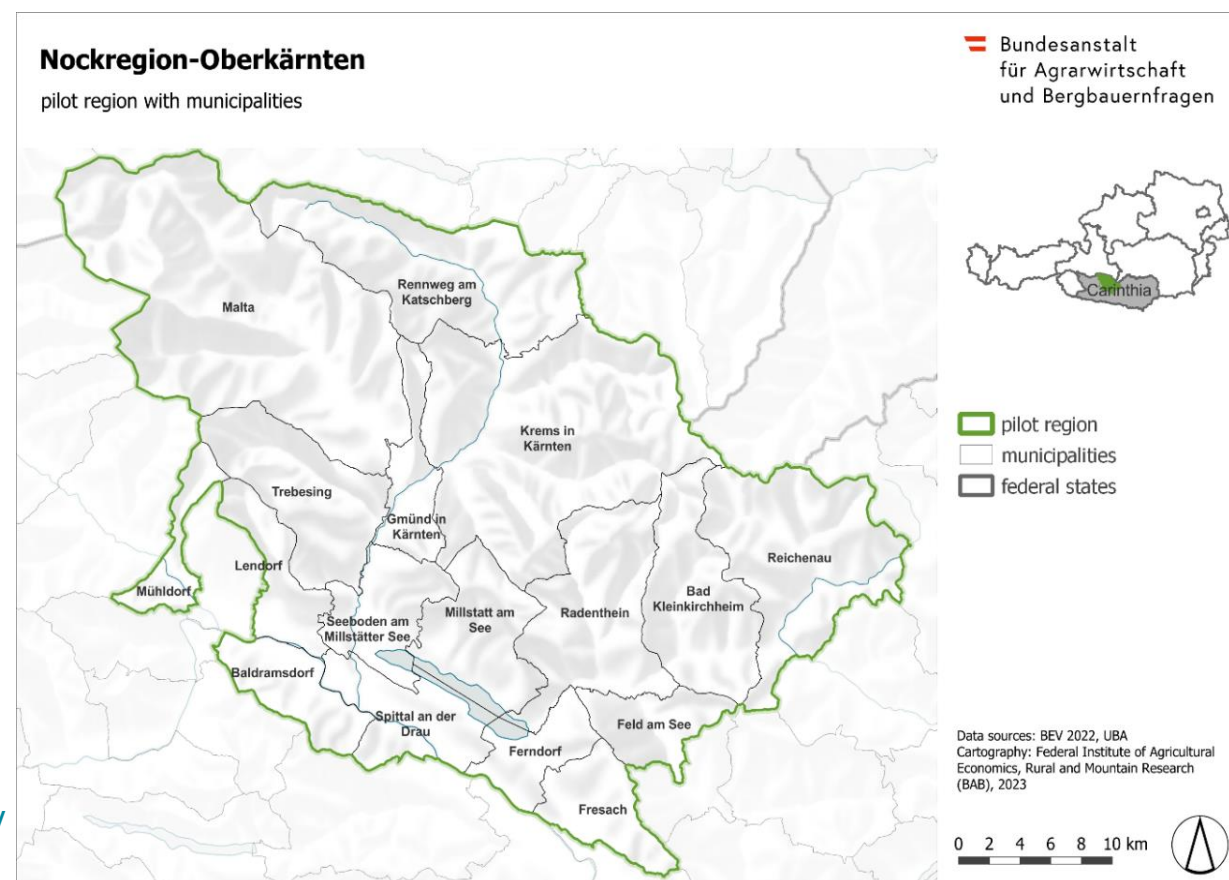 Nockregion-Oberkärnten
pilot region with municipalities
Bundesanstalt
für Agrarwirtschaft
und Bergbauernfragen
Rennweg am
Katschberg
Malta
Krems in
Kärnten
Trebesing
Gmünd in
Kärnten
Reichenau
Lendorf
Mühldorf
Bad
Kleinkirchheim
Millstatt am
See
Radenthein
Seeboden am
Millstätter See
Baldramsdorf
Spittal an der
Drau
Feld am See
Ferndorf
Fresach
Carinthia
pilot region
municipalities
federal states
Data sources: BEV 2022, UBA
Cartography: Federal Institute of Agricultural
Economics, Rural and Mountain Research
(BAB), 2023
0 2 4 6 8 10 km